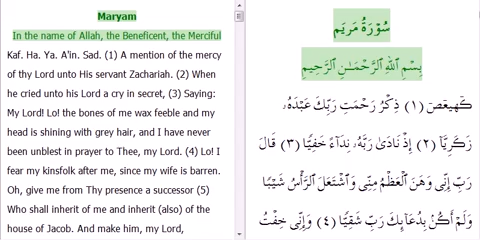 Maryam
In the name of Allah, the Beneficent, the Merciful
Kaf. Ha. Ya. A'in. Sad. (1) A mention of the mercy
of thy Lord unto His servant Zachariah. (2) When
he cried unto his Lord a cry in secret, (3) Saying:
My Lord! Lo! the bones of me wax feeble and my
head is shining with grey hair, and I have never
been unblest in prayer to Thee, my Lord. (4) Lo! I
fear my kinsfolk after me, since my wife is barren.
Oh, give me from Thy presence a successor (5)
Who shall inherit of me and inherit (also) of the
house of Jacob. And make him, my Lord,
سُوۡرَةُ مَریَم
بِسۡمِ ٱللهِ ٱلرَّحۡمَـٰنِ ٱلرَّحِيمِ
كٓهيعٓصٓ (١) ذِكۡرُ رَحۡمَتِ رَبِّكَ عَبۡدَهُۥ
زَكَرِيَّآ (٢) إِذۡ نَادَىٰ رَبَّهُۥ نِدَآءً خَفِيًّا (٣) قَالَ
رَبِّ إِنِّى وَهَنَ ٱلۡعَظۡمُ مِنِّى وَٱشۡتَعَلَ ٱلرَّأۡسُ شَيۡبًا
وَلَمۡ أَڪُنۢ بِدُعَآٮِٕكَ رَبِّ شَقِيًّا (٤) وَإِنِّى خِفۡتُ